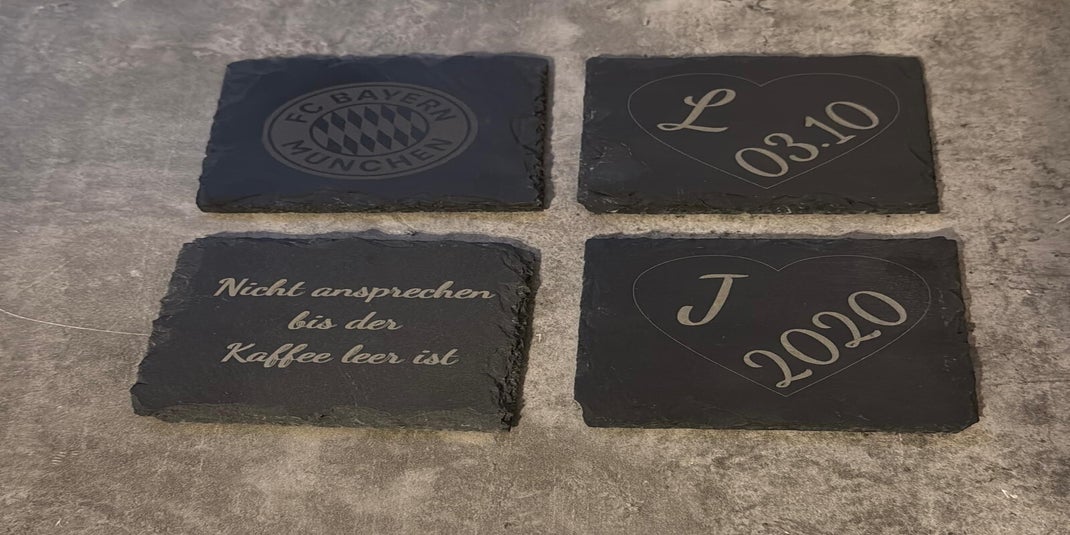 FC BAYERN
MÜNCHEN
L
03.10
Nicht ansprechen
bis der
Kaffee leer ist
J
2020